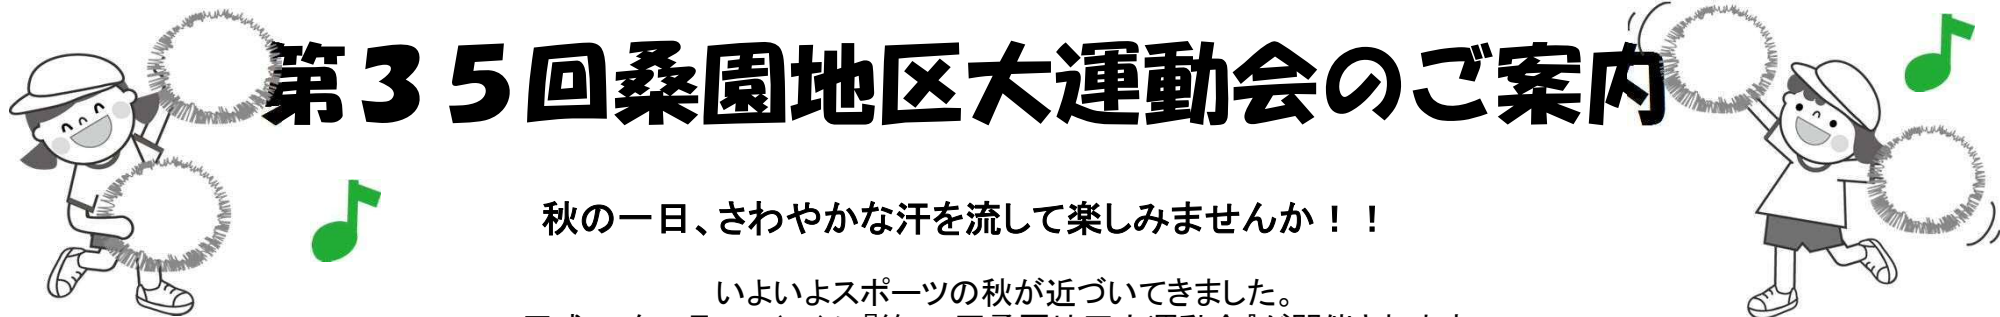 第３５回桑園地区大運動会のご案内
秋の一日、さわやかな汗を流して楽しみませんか！！
いよいよスポーツの秋が近づいてきました。